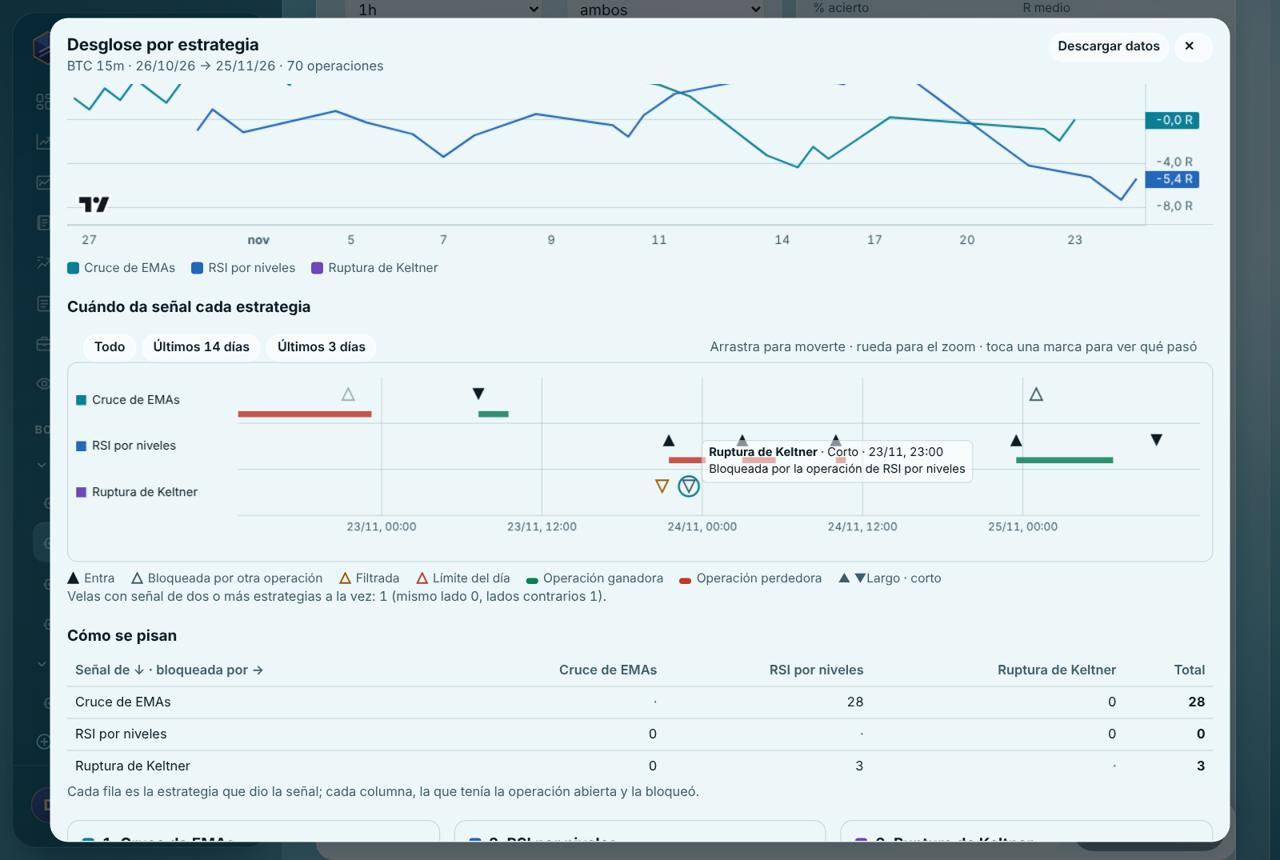 1h
ambos
% acierto
R medio
Desglose por estrategia
Descargar datos ✕
BTC 15m · 26/10/26 → 25/11/26 · 70 operaciones
-0,0 R
-4,0 R
-5,4 R
-8,0 R
27 nov 5 7 9 11 14 17 20 23
Cruce de EMAs RSI por niveles Ruptura de Keltner
Cuándo da señal cada estrategia
Todo Últimos 14 días Últimos 3 días
Arrastra para moverte · rueda para el zoom · toca una marca para ver qué pasó
Cruce de EMAs
RSI por niveles
Ruptura de Keltner · Corto · 23/11, 23:00
Bloqueada por la operación de RSI por niveles
Ruptura de Keltner
23/11, 00:00 23/11, 12:00 24/11, 00:00 24/11, 12:00 25/11, 00:00
Entra Bloqueada por otra operación Filtrada Límite del día Operación ganadora Operación perdedora Largo · corto
Velas con señal de dos o más estrategias a la vez: 1 (mismo lado 0, lados contrarios 1).
Cómo se pisan
Señal de ↓ · bloqueada por → Cruce de EMAs RSI por niveles Ruptura de Keltner Total
Cruce de EMAs · 28 0 28
RSI por niveles 0 · 0 0
Ruptura de Keltner 0 3 · 3
Cada fila es la estrategia que dio la señal; cada columna, la que tenía la operación abierta y la bloqueó.